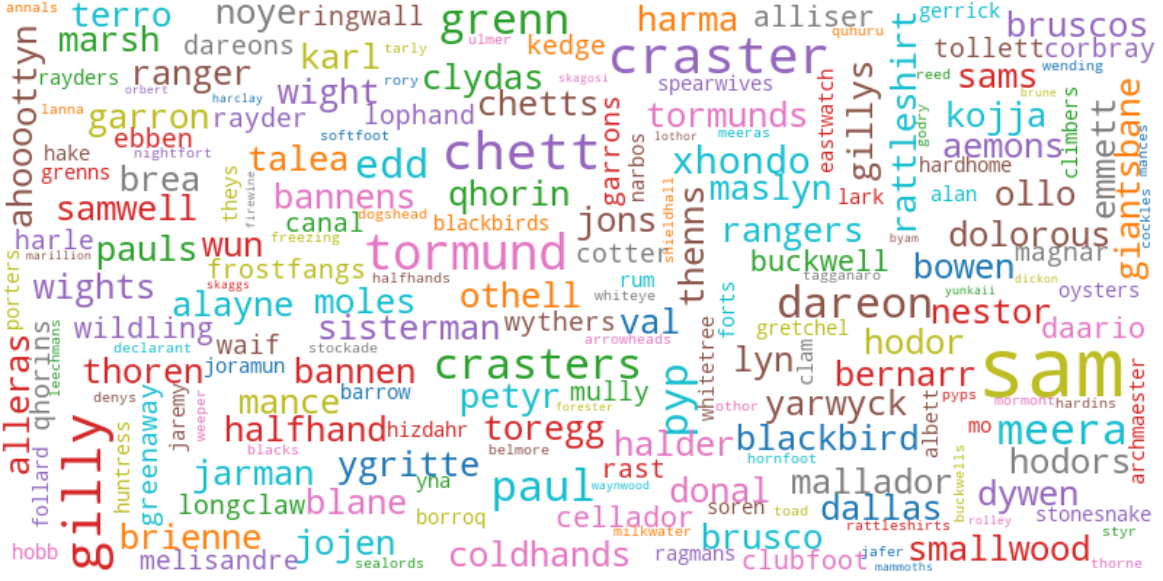 annals
terro
noye
ringwall
grenn
harma
alliser
gerrick
bruscos
marsh
dareons
karl
tarly
ulmer
kedge
craster
quhuru
rattleshirt
tollett
corbray
ahoooottyn
rayders
ranger
orbert
harclay
wight
rory
clydas
skagosi
spearwives
eastwatch
gillys
reed
sams
wending
brune
lanna
garron
rayder
lophand
chetts
garrons
tormunds
godry
kojja
climbers
emmett
giantsbane
mances
ebben
softfoot
lothor
meeras
aemons
hake
nightfort
talea
edd
chett
narbos
xhondo
hardhome
grenns
brea
theys
firewine
bannens
qhorin
maslyn
lark
alan
ollo
cockles
samwell
canal
dogshead
blackbirds
jons
shieldhall
thenns
rangers
byam
dolorous
harle
marillion
pauls
wun
freezing
tormund
cotter
buckwell
magnar
porters
frostfangs
halfhands
rum
tagganaro
bowen
dickon
wights
skaggs
alayne
moles
othell
whiteye
forts
dareon
yunkaii
oysters
nestor
qhorins
leechmans
wildling
sisterman
wythers
val
arrowheads
whitetree
gretchel
hodor
daario
declarant
waif
stockade
clam
sam
alleras
thoren
joramun
bannen
crasters
lyn
bernarr
archmaester
denys
greenaway
jaremy
weeper
mance
barrow
petyr
mully
forester
pyp
othor
yarwyck
albett
pyps
mormont
hardins
gilly
huntress
halfhand
hizdahr
toregg
halder
blackbird
mo
meera
follard
blacks
belmore
hornfoot
buckwells
hodors
jarman
ygritte
yna
paul
waynwood
rast
donal
mallador
dywen
longclaw
blane
borroq
cellador
soren
toad
dallas
rolley
stonesnake
brienne
jojen
milkwater
brusco
rattleshirts
styr
hobb
melisandre
sealords
coldhands
ragmans
clubfoot
jafer
mammoths
smallwood
thorne